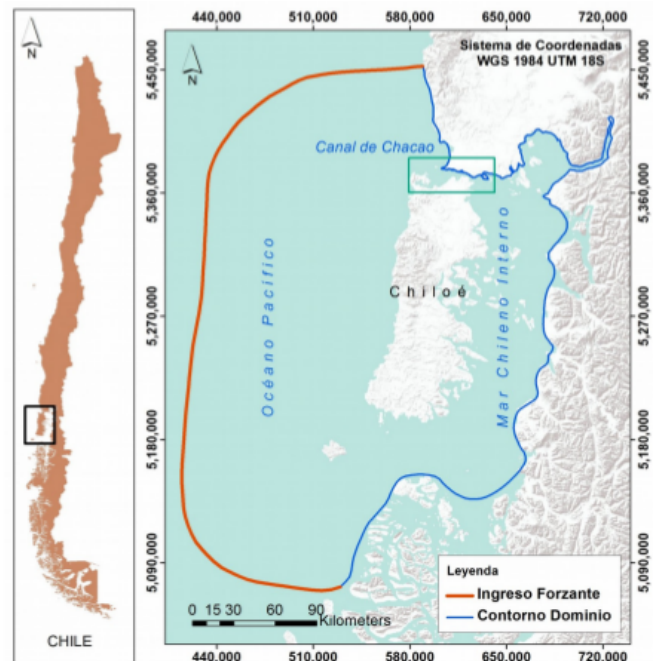 440,000 510,000 580,000 650,000 720,000
N
N
Sistema de Coordenadas
WGS 1984 UTM 18S
5,450,000
5,450,000
Canal de Chacao
5,360,000
5,360,000
Océano Pacífico
Chiloé
Mar Chileno Interno
5,270,000
5,270,000
5,180,000
5,180,000
5,090,000
5,090,000
Leyenda
Ingreso Forzante
Contorno Dominio
0 15 30 60 90
Kilometers
CHILE
440,000 510,000 580,000 650,000 720,000